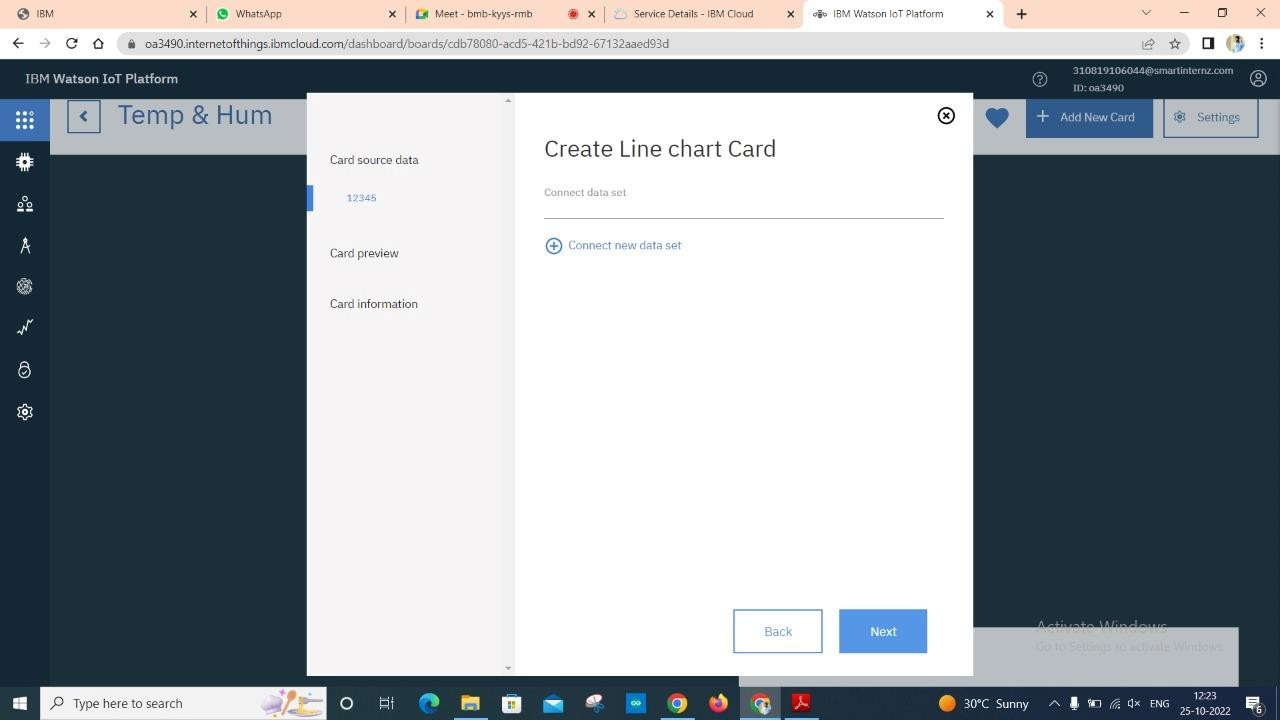 IBM
WhatsApp
Meet - bmb-kyys-rmb
Service Details - IBM Cloud
IBM Watson IoT Platform
oa3490.internetofthings.ibmcloud.com/dashboard/boards/cdb78080-acd5-421b-bd92-67132aaed93d
IBM Watson IoT Platform
310819106044@smartinternz.com
ID: oa3490
Temp & Hum
Add New Card
Settings
Card source data
12345
Card preview
Card information
Create Line chart Card
Connect data set
Connect new data set
Back
Next
Activate Windows
Go to Settings to activate Windows.
Type here to search
30°C Sunny
ENG
12:23
25-10-2022
6